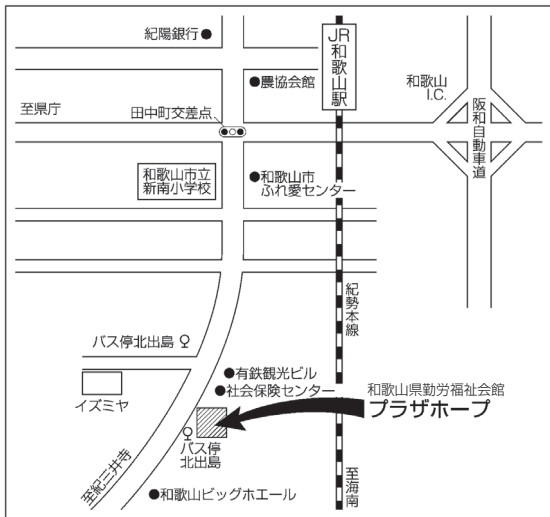 紀陽銀行
JR和歌山駅
農協会館
和歌山
I.C.
至県庁
田中町交差点
阪和自動車道
和歌山市立
新南小学校
和歌山市
ふれ愛センター
紀勢本線
バス停北出島
有鉄観光ビル
社会保険センター
イズミヤ
和歌山県勤労福祉会館
プラザホープ
バス停
北出島
至紀三井寺
至海南
和歌山ビッグホエール